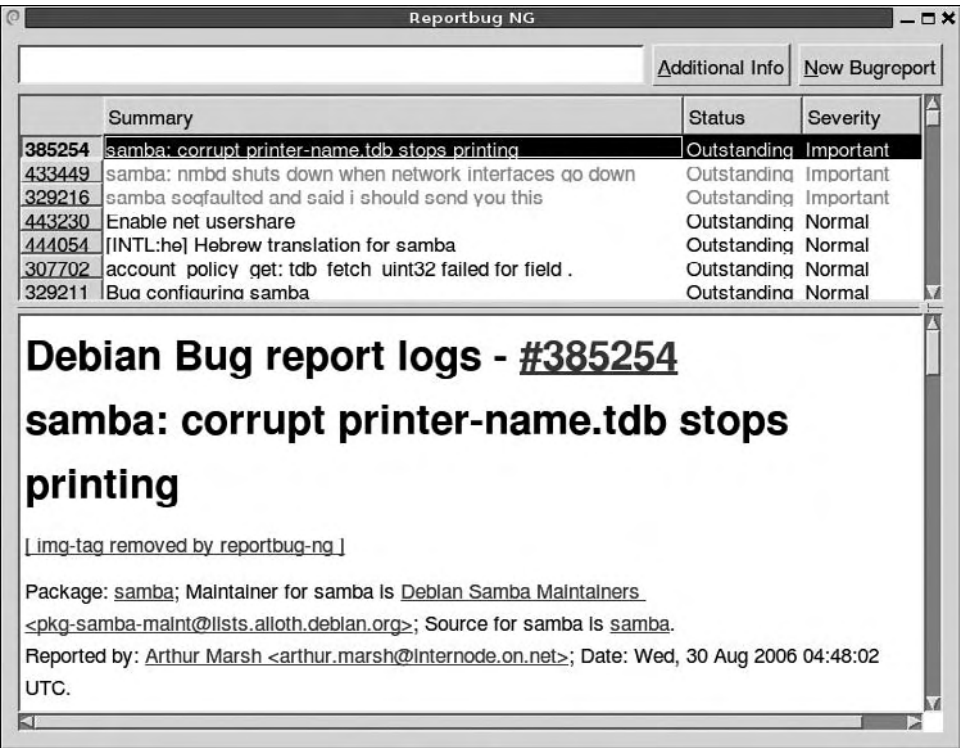 Reportbug NG
Additional Info New Bugreport
Summary Status Severity
385254 samba: corrupt printer-name.tdb stops printing Outstanding Important
433449 samba: nmbd shuts down when network interfaces go down Outstanding Important
329216 samba segfaulted and said i should send you this Outstanding Important
443230 Enable net usershare Outstanding Normal
444054 [INTL:he] Hebrew translation for samba Outstanding Normal
307702 account_policy_get: tdb_fetch_uint32 failed for field . Outstanding Normal
329211 Bug configuring samba Outstanding Normal
Debian Bug report logs - #385254
samba: corrupt printer-name.tdb stops
printing
[ img-tag removed by reportbug-ng ]
Package: samba; Maintainer for samba is Debian Samba Maintainers
<pkg-samba-maint@lists.alioth.debian.org>; Source for samba is samba.
Reported by: Arthur Marsh <arthur.marsh@internode.on.net>; Date: Wed, 30 Aug 2006 04:48:02
UTC.